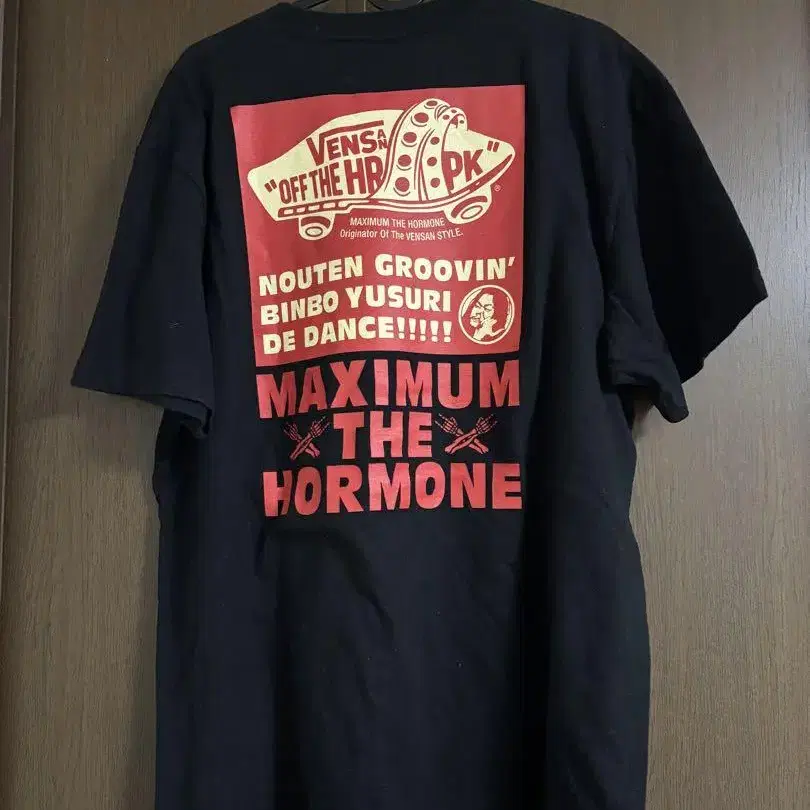 VENSAN
"OFF THE HR PK"
®
MAXIMUM THE HORMONE
Originator Of The VENSAN STYLE.
NOUTEN GROOVIN'
BINBO YUSURI
DE DANCE!!!!!
MAXIMUM
THE
HORMONE